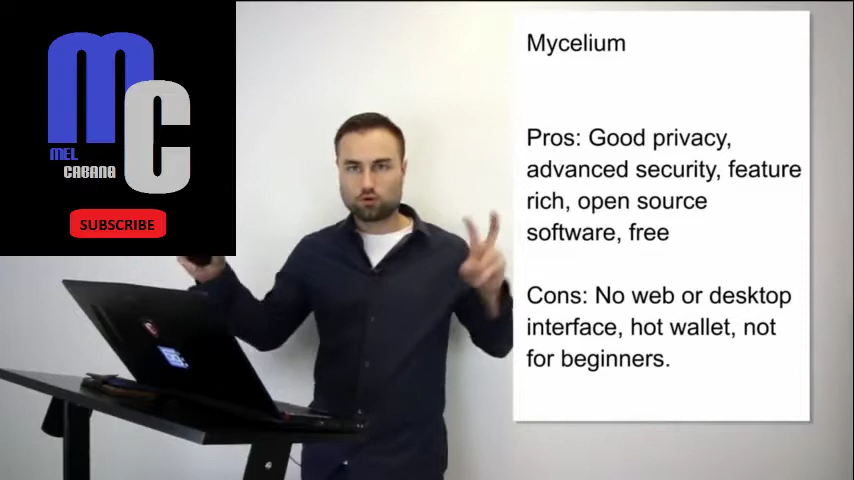 MC
MEL
CABANA
SUBSCRIBE
Mycelium
Pros: Good privacy,
advanced security, feature
rich, open source
software, free
Cons: No web or desktop
interface, hot wallet, not
for beginners.